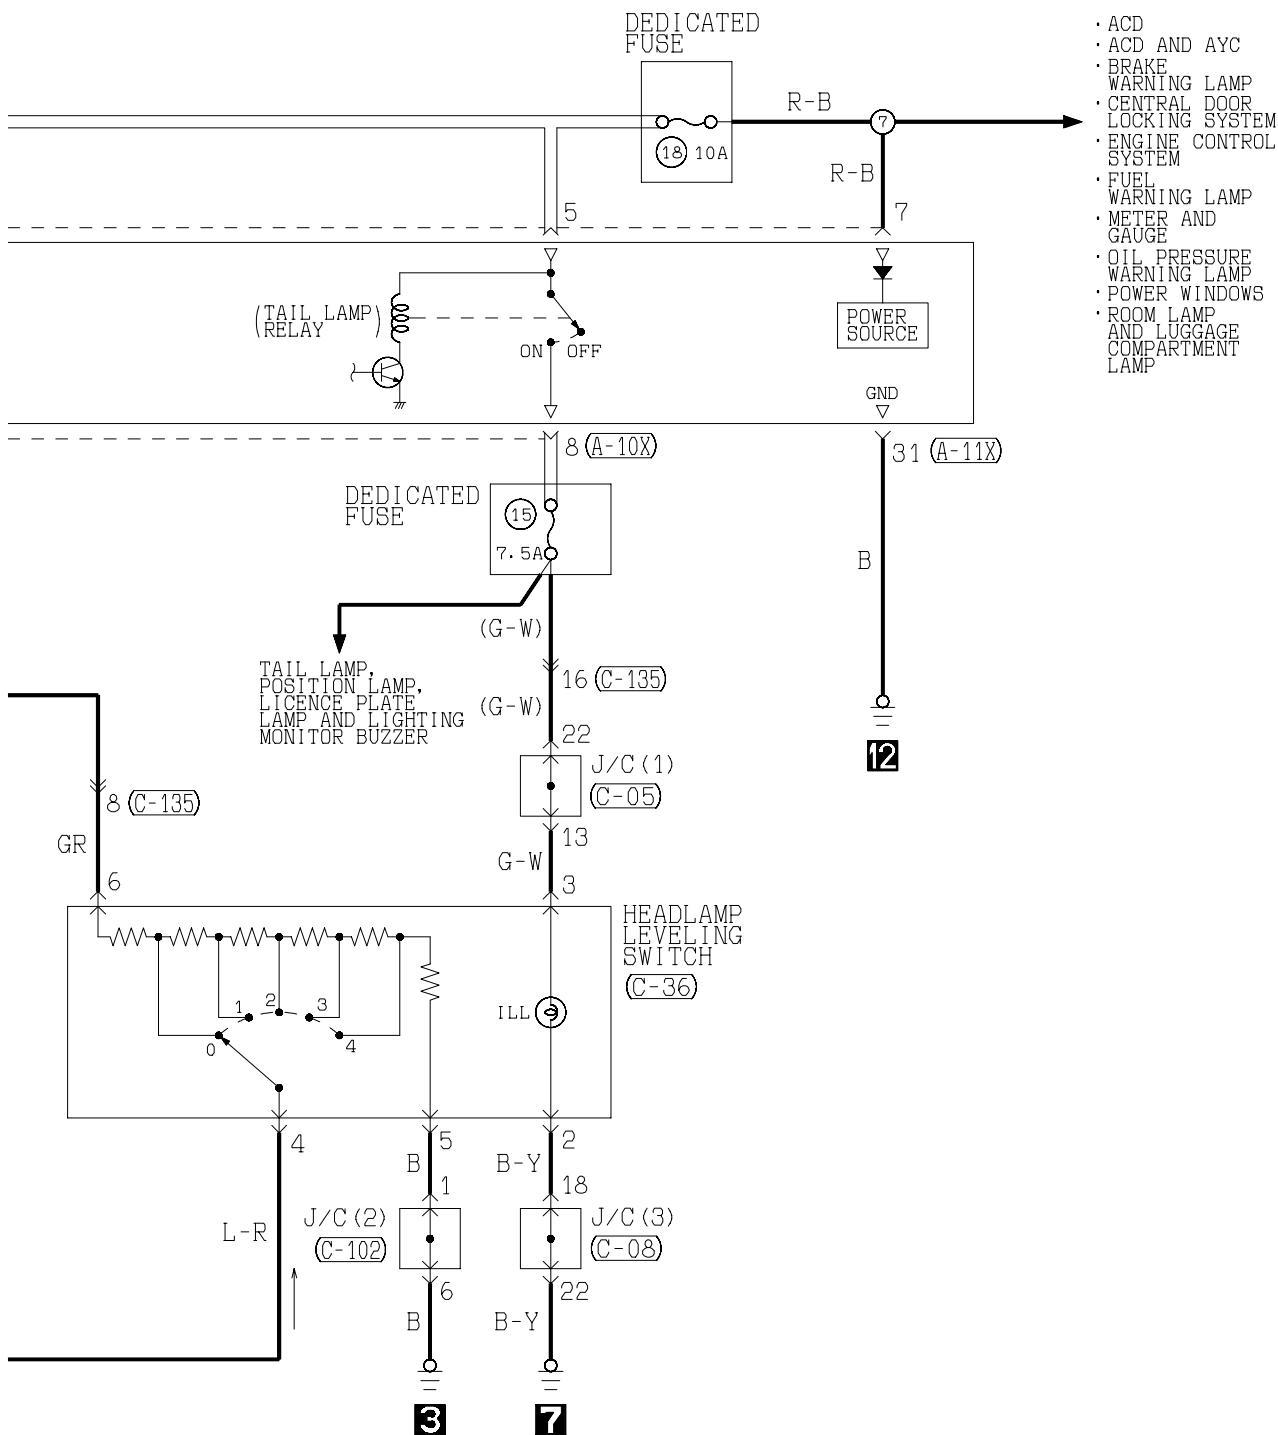 DEDICATED
FUSE
18 10A
R-B
7
R-B
· ACD
· ACD AND AYC
· BRAKE
WARNING LAMP
· CENTRAL DOOR
LOCKING SYSTEM
· ENGINE CONTROL
SYSTEM
· FUEL
WARNING LAMP
· METER AND
GAUGE
· OIL PRESSURE
WARNING LAMP
· POWER WINDOWS
· ROOM LAMP
AND LUGGAGE
COMPARTMENT
LAMP
5
7
(TAIL LAMP)
RELAY
ON OFF
POWER
SOURCE
GND
8 (A-10X)
31 (A-11X)
DEDICATED
FUSE
15
7.5A
B
(G-W)
TAIL LAMP,
POSITION LAMP,
LICENCE PLATE
LAMP AND LIGHTING
MONITOR BUZZER
16 (C-135)
(G-W)
22
12
J/C(1)
(C-05)
8 (C-135)
13
GR
G-W
6
3
HEADLAMP
LEVELING
SWITCH
(C-36)
0
1
2
3
4
ILL
4
5
2
B
B-Y
1
18
L-R
J/C(2)
(C-102)
J/C(3)
(C-08)
6
22
B
B-Y
3
7